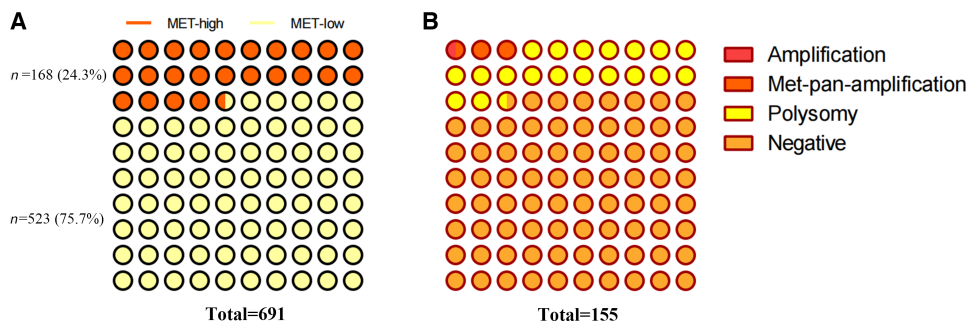 A
MET-high MET-low
n=168 (24.3%)
n=523 (75.7%)
Total=691
B
Amplification
Met-pan-amplification
Polysomy
Negative
Total=155